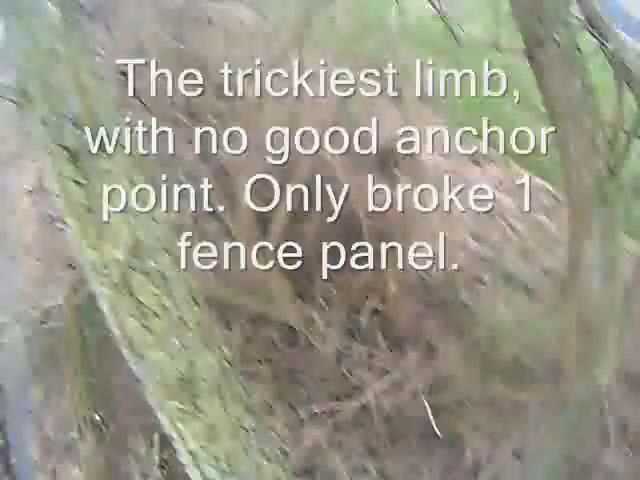 The trickiest limb,
with no good anchor
point. Only broke 1
fence panel.